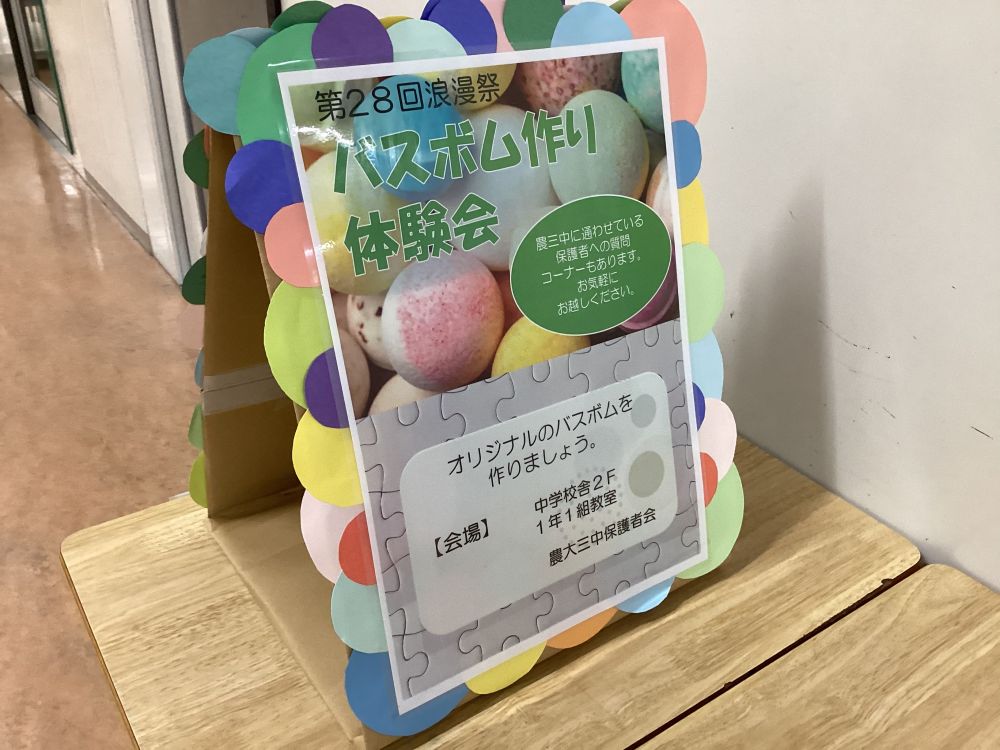 第28回浪漫祭
バスボム作り
体験会
農三中に通わせている
保護者への質問
コーナーもあります。
お気軽に
お越しください。
オリジナルのバスボムを
作りましょう。
【会場】
中学校舎2F
1年1組教室
農大三中保護者会